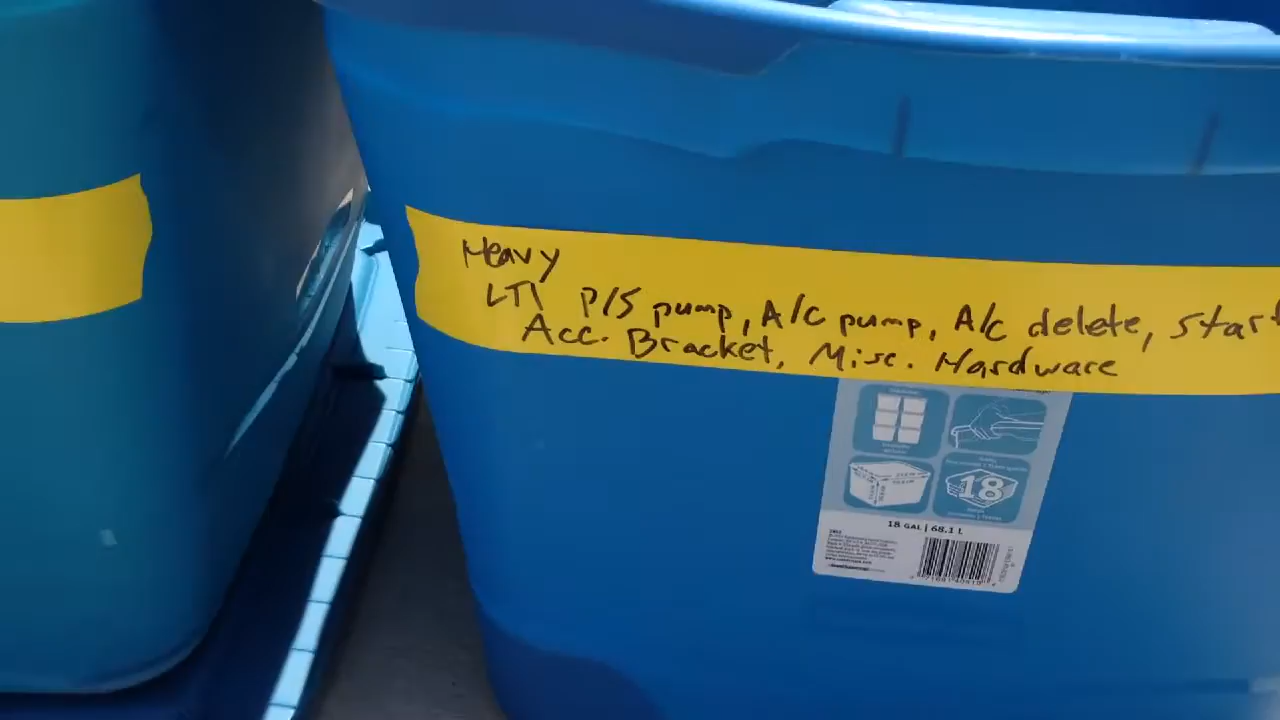 Heavy
LT1 P/S pump, A/C pump, A/c delete, start
Acc. Bracket, Misc. Hardware
18
18 GAL | 68.1 L